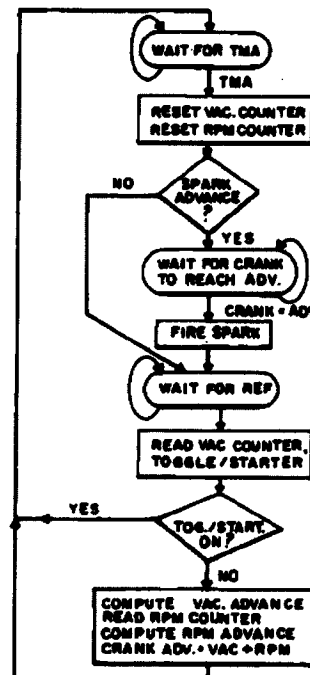 WAIT FOR TMA
TMA
RESET VAC. COUNTER
RESET RPM COUNTER
NO
SPARK
ADVANCE
?
YES
WAIT FOR CRANK
TO REACH ADV.
CRANK = AD
FIRE SPARK
WAIT FOR REF
READ VAC COUNTER,
TOGGLE/STARTER
YES
TOG./START.
ON?
NO
COMPUTE VAC. ADVANCE
READ RPM COUNTER
COMPUTE RPM ADVANCE
CRANK ADV. = VAC + RPM